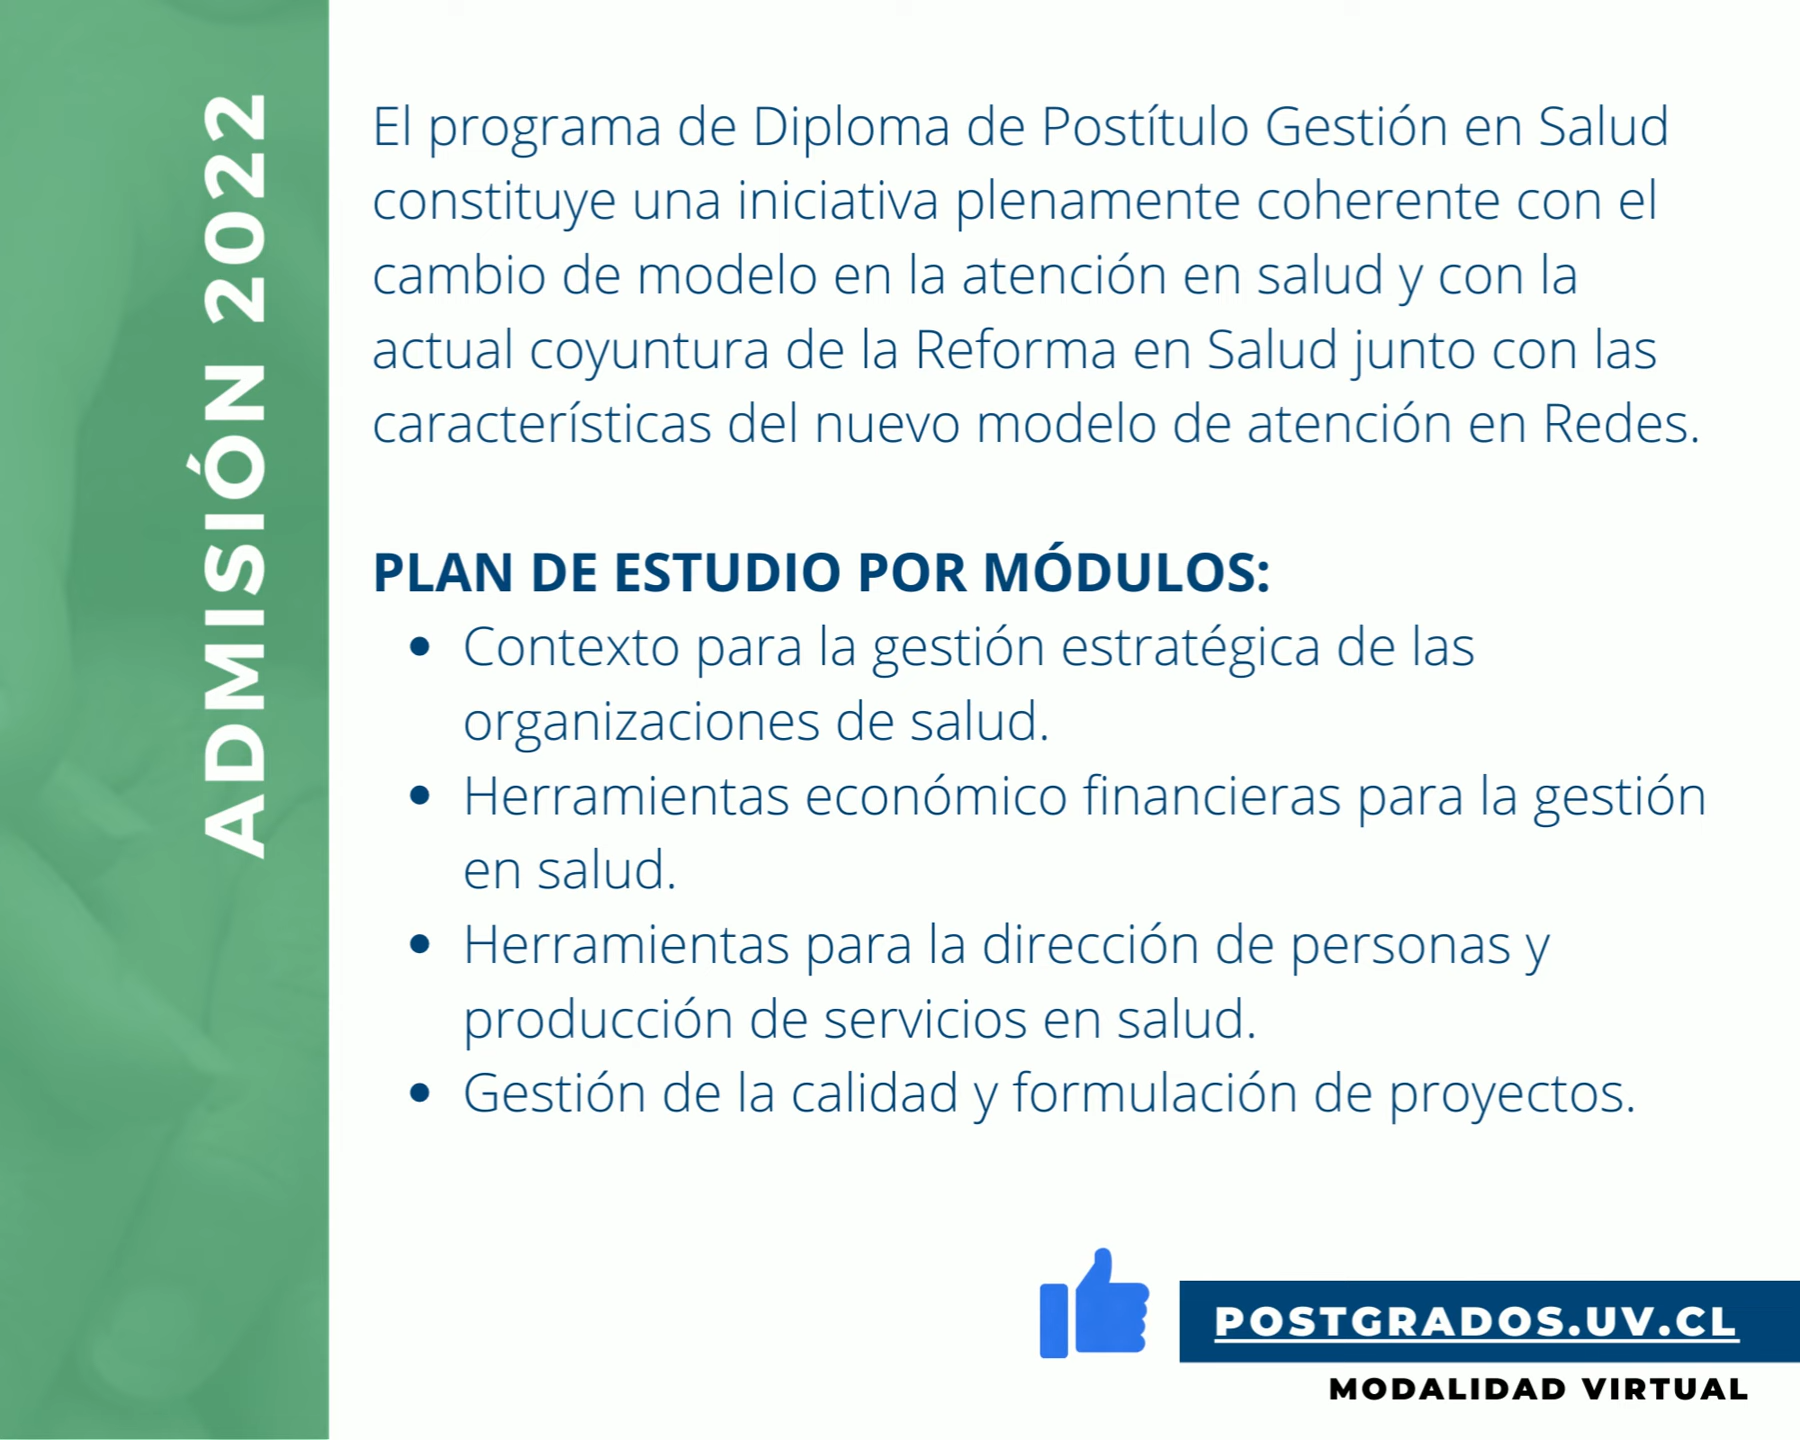 ADMISIÓN 2022
El programa de Diploma de Postítulo Gestión en Salud
constituye una iniciativa plenamente coherente con el
cambio de modelo en la atención en salud y con la
actual coyuntura de la Reforma en Salud junto con las
características del nuevo modelo de atención en Redes.
PLAN DE ESTUDIO POR MÓDULOS:
• Contexto para la gestión estratégica de las
organizaciones de salud.
• Herramientas económico financieras para la gestión
en salud.
• Herramientas para la dirección de personas y
producción de servicios en salud.
• Gestión de la calidad y formulación de proyectos.
POSTGRADOS.UV.CL
MODALIDAD VIRTUAL